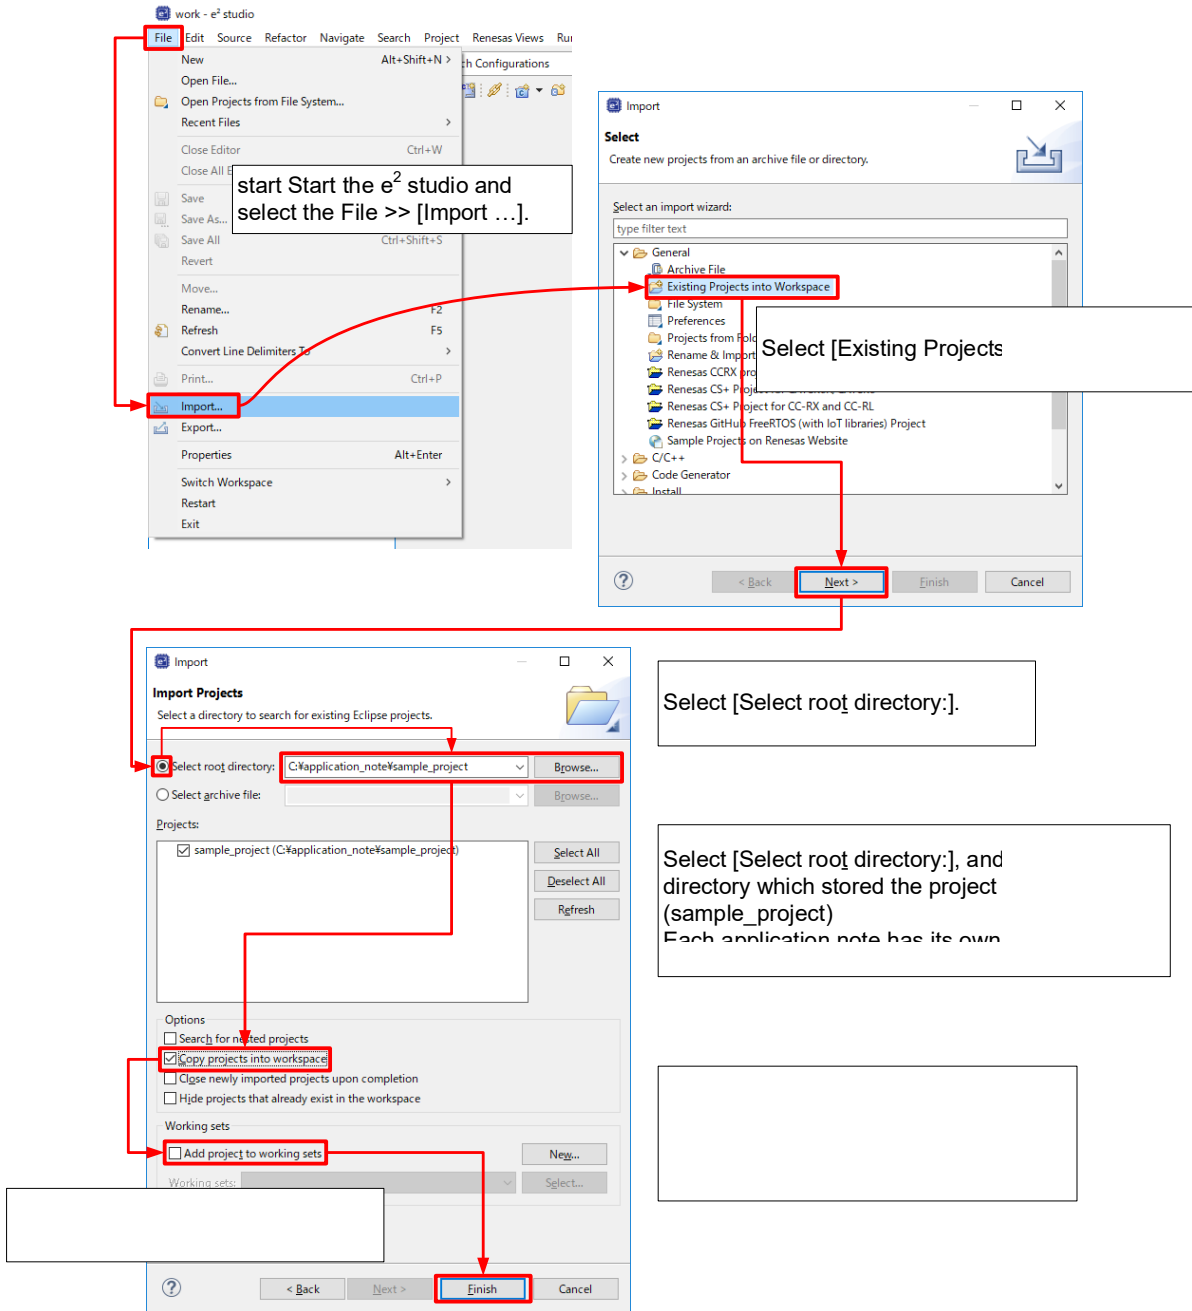 work - e² studio
File Edit Source Refactor Navigate Search Project Renesas Views Ru
New Alt+Shift+N >
ch Configurations
Open File...
Open Projects from File System...
Recent Files >
Close Editor Ctrl+W
Close All E
start Start the e² studio and
select the File >> [Import …].
Save
Save As...
Save All Ctrl+Shift+S
Revert
Move...
Rename... F2
Refresh F5
Convert Line Delimiters To >
Print... Ctrl+P
Import...
Export...
Properties Alt+Enter
Switch Workspace >
Restart
Exit
Import
Select
Create new projects from an archive file or directory.
Select an import wizard:
type filter text
General
Archive File
Existing Projects into Workspace
File System
Preferences
Projects from Fold
Rename & Import
Renesas CCRX pro
Renesas CS+ Project for
Renesas CS+ Project for CC-RX and CC-RL
Renesas GitHub FreeRTOS (with IoT libraries) Project
Sample Projects on Renesas Website
C/C++
Code Generator
Install
Select [Existing Projects
? < Back Next > Finish Cancel
Import
Import Projects
Select a directory to search for existing Eclipse projects.
Select root directory: C:¥application_note¥sample_project Browse...
Select archive file: Browse...
Projects:
sample_project (C:¥application_note¥sample_project)
Select All
Deselect All
Refresh
Options
Search for nested projects
Copy projects into workspace
Close newly imported projects upon completion
Hide projects that already exist in the workspace
Working sets
Add project to working sets New...
Working sets: Select...
? < Back Next > Finish Cancel
Select [Select root directory:].
Select [Select root directory:], and
directory which stored the project
(sample_project)
Each application note has its own